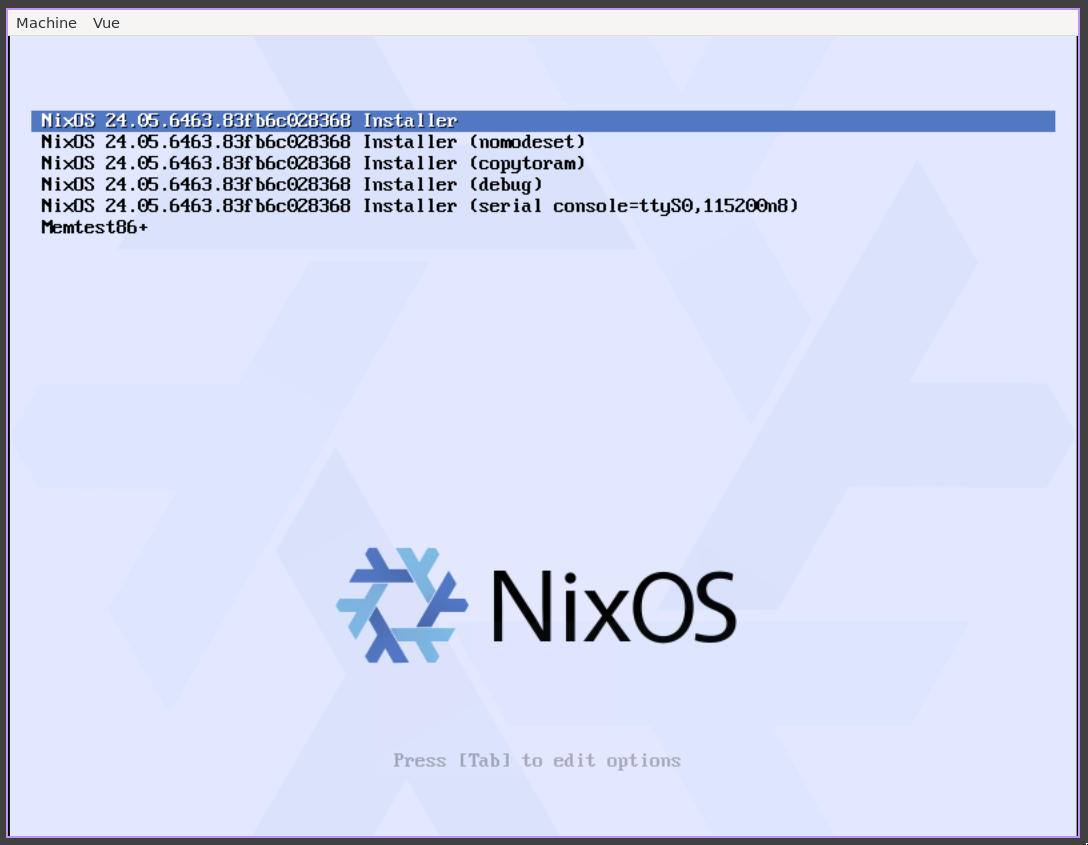 Machine Vue
NixOS 24.05.6463.83fb6c028368 Installer
NixOS 24.05.6463.83fb6c028368 Installer (nomodeset)
NixOS 24.05.6463.83fb6c028368 Installer (copytoram)
NixOS 24.05.6463.83fb6c028368 Installer (debug)
NixOS 24.05.6463.83fb6c028368 Installer (serial console=ttyS0,115200n8)
Memtest86+
NixOS
Press [Tab] to edit options